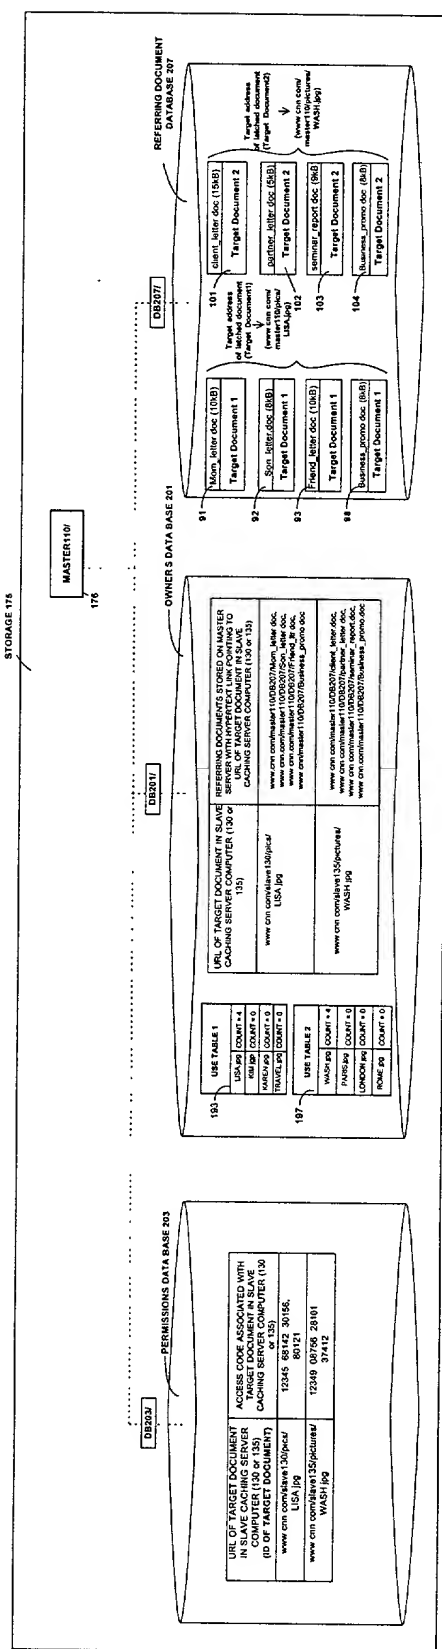 STORAGE 175
MASTER110/
176
DB203/
PERMISSIONS DATA BASE 203
URL OF TARGET DOCUMENT
IN SLAVE CACHING SERVER
COMPUTER (130 or 135)
(ID OF TARGET DOCUMENT)
ACCESS CODE ASSOCIATED WITH
TARGET DOCUMENT IN SLAVE
CACHING SERVER COMPUTER (130
or 135)
www cnn com/slave130/pics/
LISA jpg
12345 68142 30156,
80121
www cnn com/slave135/pictures/
WASH jpg
12349 08756 28101
37412
DB201/
OWNER S DATA BASE 201
193
USE TABLE 1
LISA.jpg COUNT = 4
KIM jpg COUNT = 0
KAREN jpg COUNT = 0
TRAVEL jpg COUNT = 0
197
USE TABLE 2
WASH jpg COUNT = 4
PARIS jpg COUNT = 0
LONDON jpg COUNT = 0
ROME jpg COUNT = 0
URL OF TARGET DOCUMENT IN SLAVE
CACHING SERVER COMPUTER (130 or
135)
REFERRING DOCUMENTS STORED ON MASTER
SERVER WITH HYPERTEXT LINK POINTING TO
URL OF TARGET DOCUMENT IN SLAVE
CACHING SERVER COMPUTER (130 or 135)
www cnn com/slave130/pics/
LISA jpg
www cnn com/master110/DB207/Mom_letter doc,
www cnn com/master110/DB207/Son_letter doc,
www cnn com/master110/DB207/Friend_ltr doc,
www cnn/master110/DB207/Business_promo doc
www cnn com/slave135/pictures/
WASH jpg
www cnn.com/master110/DB207/client_letter doc,
www cnn com/master110/DB207/partner_letter doc,
www cnn com/master110/DB207/seminar_report.doc,
www cnn com/master110/DB207/Business_promo.doc
DB207/
REFERRING DOCUMENT
DATABASE 207
91
Mom_letter doc (10kB)
Target Document 1
92
Son_letter doc (8kB)
Target Document 1
93
Friend_letter doc (10kB)
Target Document 1
98
Business_promo doc (8kB)
Target Document 1
Target address
of latched document
(Target Document1)
(www cnn com/
master110/pics/
LISA.jpg)
101
client_letter doc (15kB)
Target Document 2
102
partner_letter doc (5kB)
Target Document 2
103
seminar_report doc (9kB)
Target Document 2
104
Business_promo doc (8kB)
Target Document 2
Target address
of latched document
(Target Document2)
(www cnn com/
master110/pictures/
WASH.jpg)